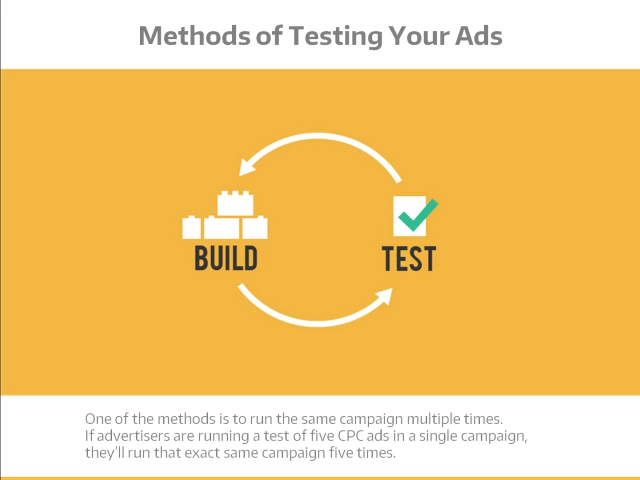 Methods of Testing Your Ads
BUILD
TEST
One of the methods is to run the same campaign multiple times.
If advertisers are running a test of five CPC ads in a single campaign,
they’ll run that exact same campaign five times.